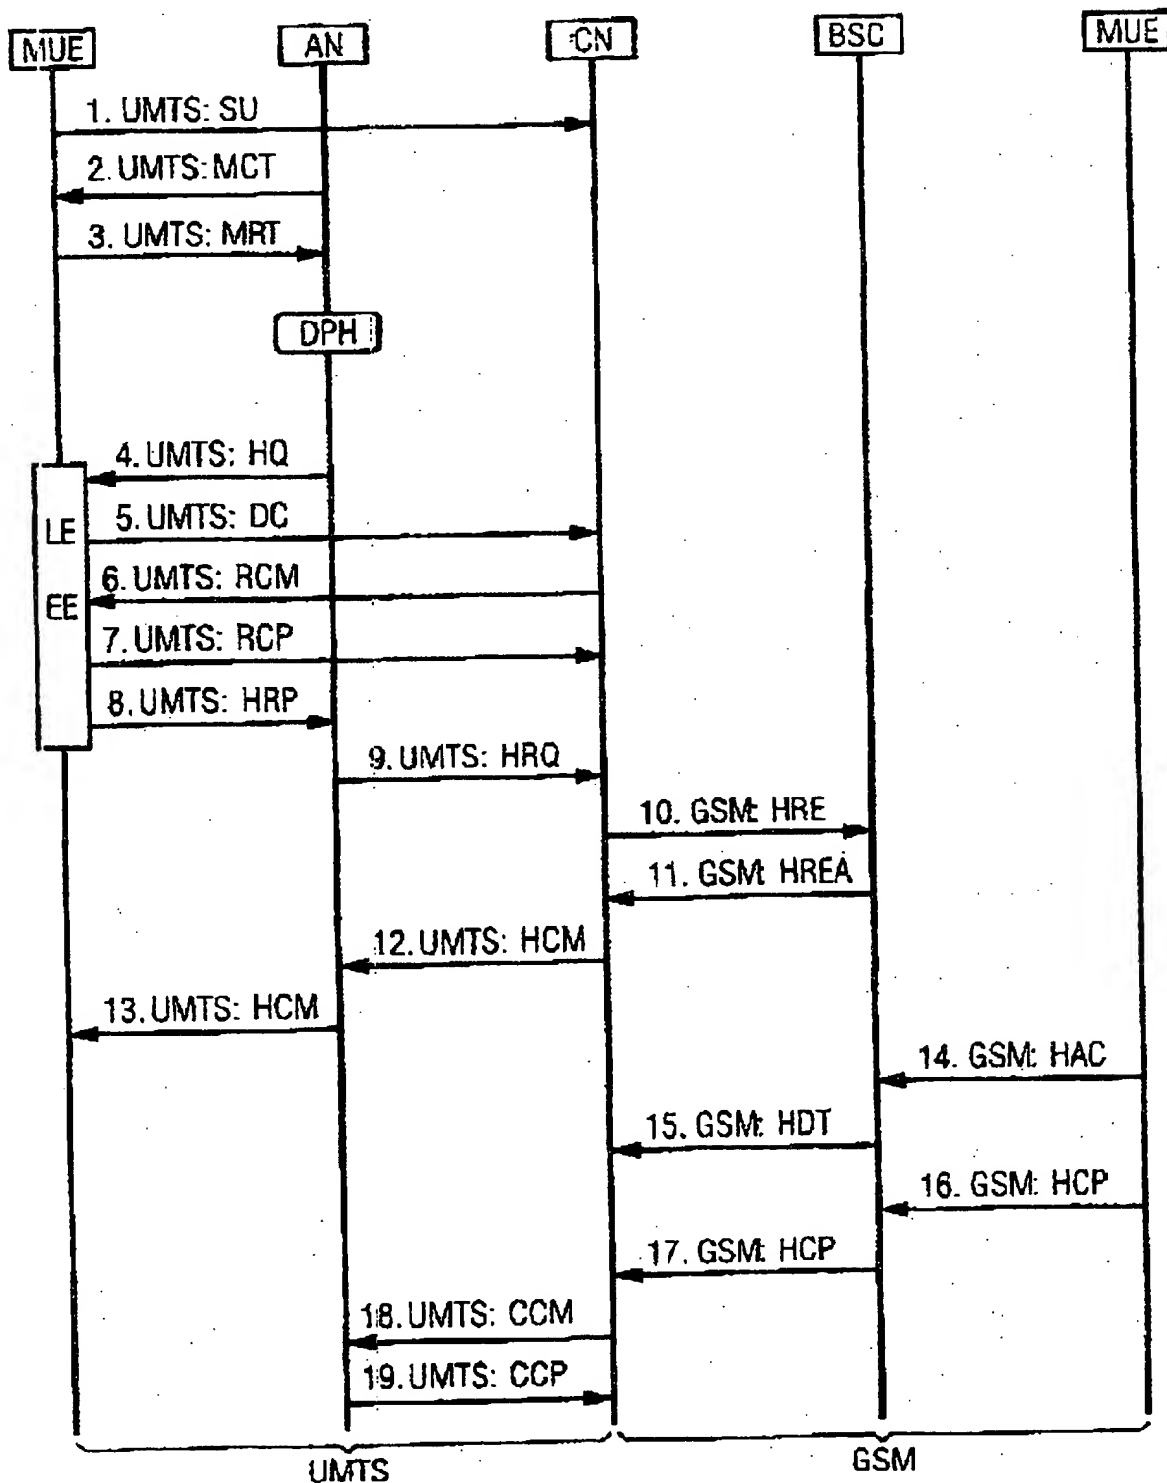 MUE AN CN BSC MUE
1. UMTS: SU
2. UMTS: MCT
3. UMTS: MRT
DPH
4. UMTS: HQ
LE
5. UMTS: DC
6. UMTS: RCM
EE
7. UMTS: RCP
8. UMTS: HRP
9. UMTS: HRQ
10. GSM: HRE
11. GSM: HREA
12. UMTS: HCM
13. UMTS: HCM
14. GSM: HAC
15. GSM: HDT
16. GSM: HCP
17. GSM: HCP
18. UMTS: CCM
19. UMTS: CCP
UMTS GSM